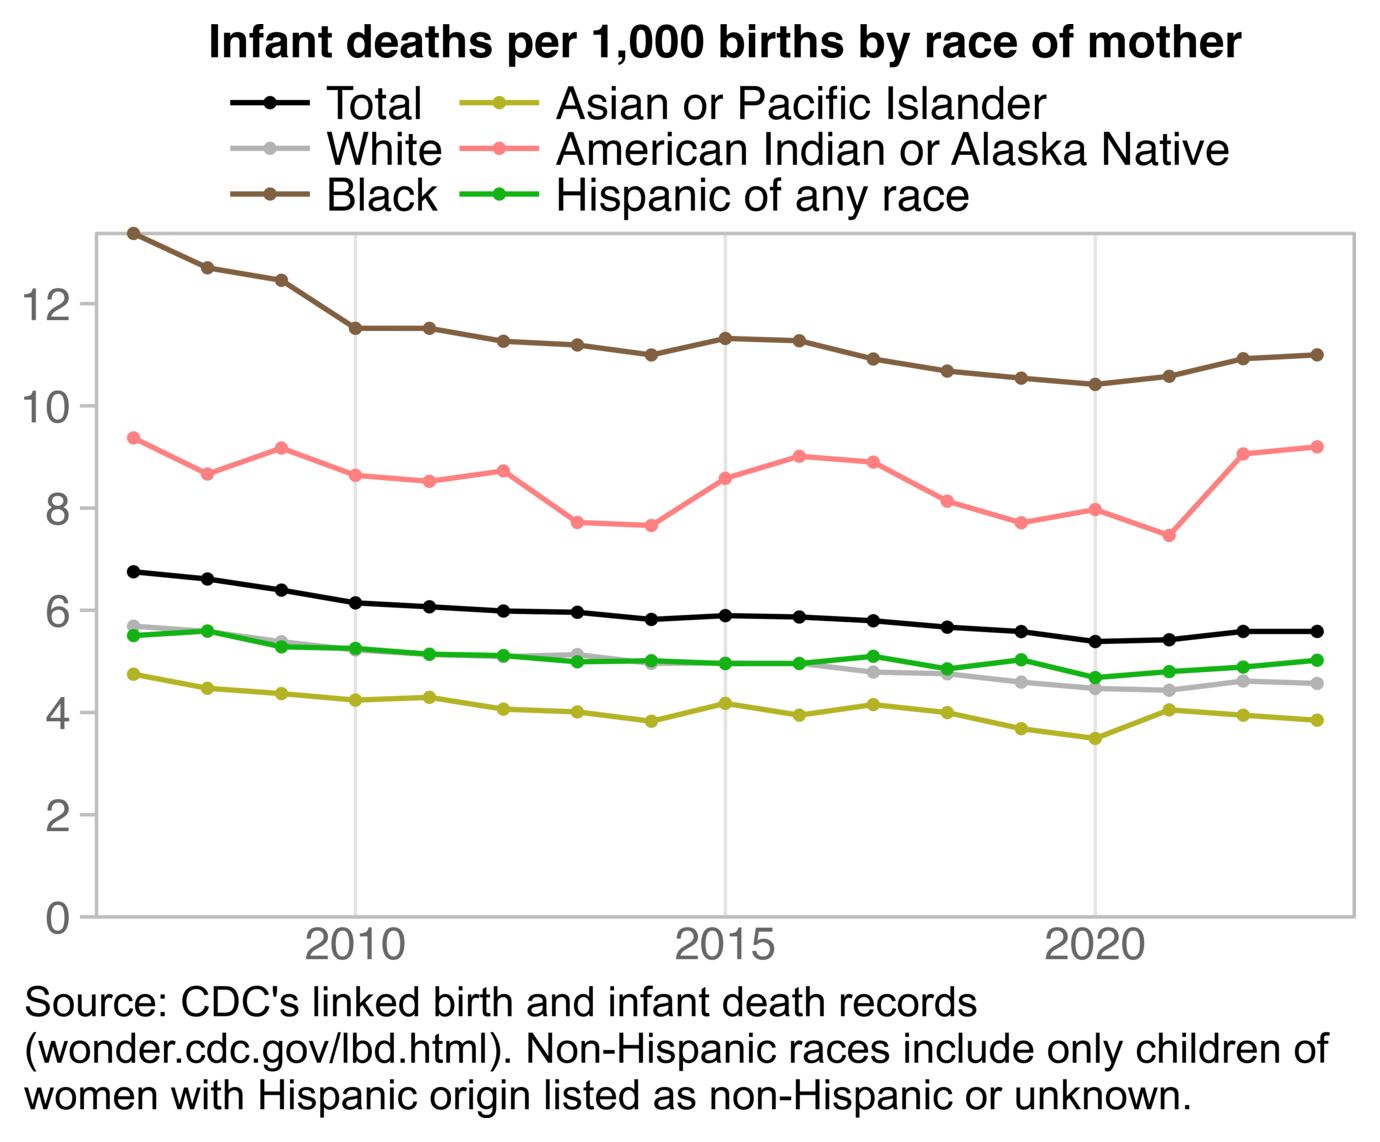 Infant deaths per 1,000 births by race of mother
Total
Asian or Pacific Islander
White
American Indian or Alaska Native
Black
Hispanic of any race
12
10
8
6
4
2
0
2010
2015
2020
Source: CDC's linked birth and infant death records
(wonder.cdc.gov/lbd.html). Non-Hispanic races include only children of
women with Hispanic origin listed as non-Hispanic or unknown.